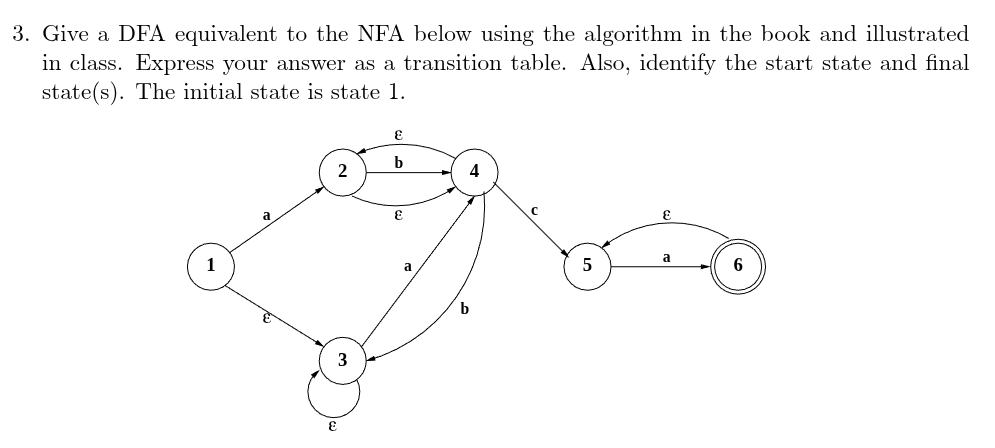 3. Give a DFA equivalent to the NFA below using the algorithm in the book and illustrated
in class. Express your answer as a transition table. Also, identify the start state and final
state(s). The initial state is state 1.
ε
b
2
4
ε
a
c
ε
1
a
5
a
6
ε
b
3
ε